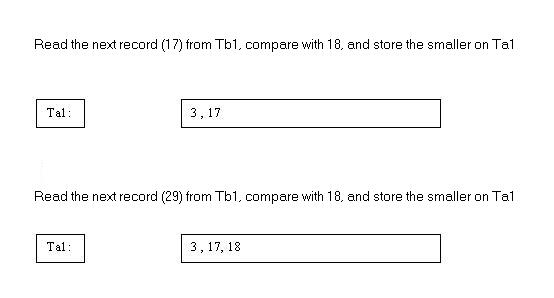 Read the next record (17) from Tb1, compare with 18, and store the smaller on Ta1
Ta1: 3, 17
Read the next record (29) from Tb1, compare with 18, and store the smaller on Ta1
Ta1: 3, 17, 18